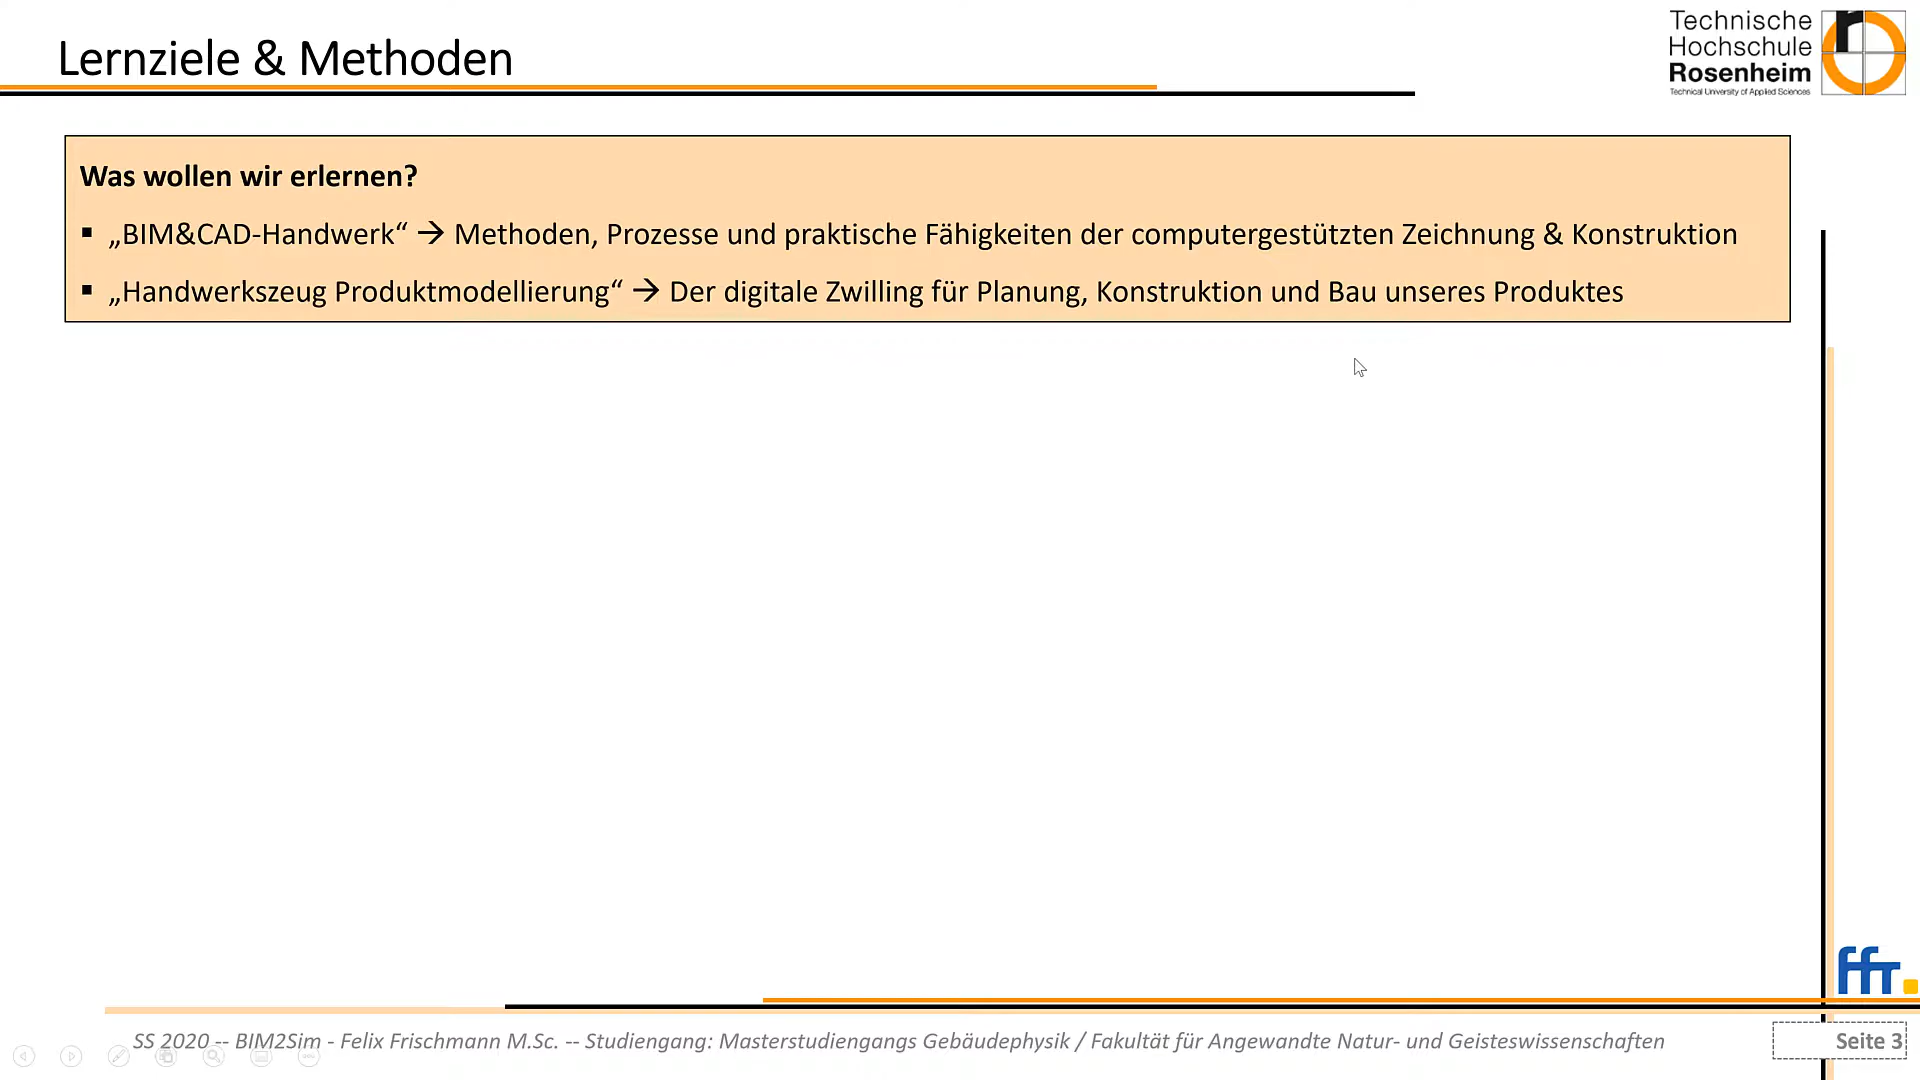 Lernziele & Methoden
Technische
Hochschule
Rosenheim
Technical University of Applied Sciences
Was wollen wir erlernen?
▪ „BIM&CAD-Handwerk“ → Methoden, Prozesse und praktische Fähigkeiten der computergestützten Zeichnung & Konstruktion
▪ „Handwerkszeug Produktmodellierung“ → Der digitale Zwilling für Planung, Konstruktion und Bau unseres Produktes
ffr.
SS 2020 -- BIM2Sim - Felix Frischmann M.Sc. -- Studiengang: Masterstudiengangs Gebäudephysik / Fakultät für Angewandte Natur- und Geisteswissenschaften
Seite 3